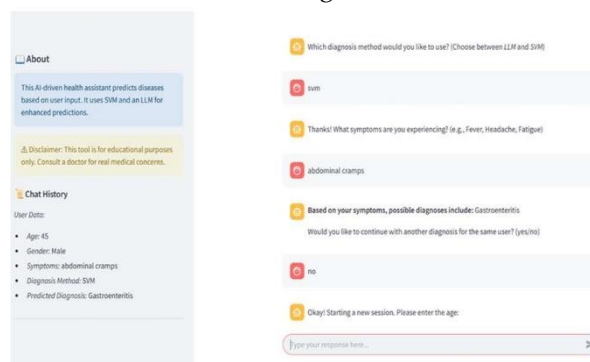 About
This AI-driven health assistant predicts diseases
based on user input. It uses SVM and an LLM for
enhanced predictions.
⚠ Disclaimer: This tool is for educational purposes
only. Consult a doctor for real medical concerns.
Chat History
User Data:
• Age: 45
• Gender: Male
• Symptoms: abdominal cramps
• Diagnosis Method: SVM
• Predicted Diagnosis: Gastroenteritis
Which diagnosis method would you like to use? (Choose between LLM and SVM)
svm
Thanks! What symptoms are you experiencing? (e.g., Fever, Headache, Fatigue)
abdominal cramps
Based on your symptoms, possible diagnoses include: Gastroenteritis
Would you like to continue with another diagnosis for the same user? (yes/no)
no
Okay! Starting a new session. Please enter the age:
Type your response here...